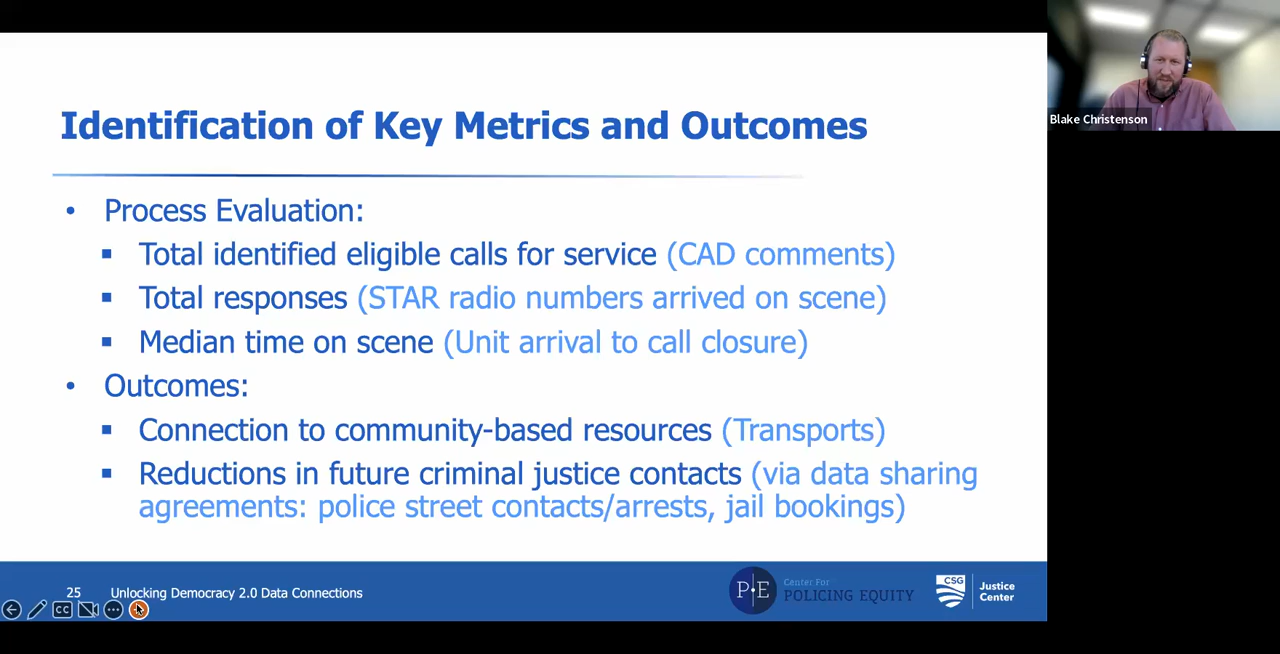 Identification of Key Metrics and Outcomes
• Process Evaluation:
▪ Total identified eligible calls for service (CAD comments)
▪ Total responses (STAR radio numbers arrived on scene)
▪ Median time on scene (Unit arrival to call closure)
• Outcomes:
▪ Connection to community-based resources (Transports)
▪ Reductions in future criminal justice contacts (via data sharing
agreements: police street contacts/arrests, jail bookings)
25 Unlocking Democracy 2.0 Data Connections
CC
P E
Center For
POLICING EQUITY
CSG
Justice
Center
Blake Christenson